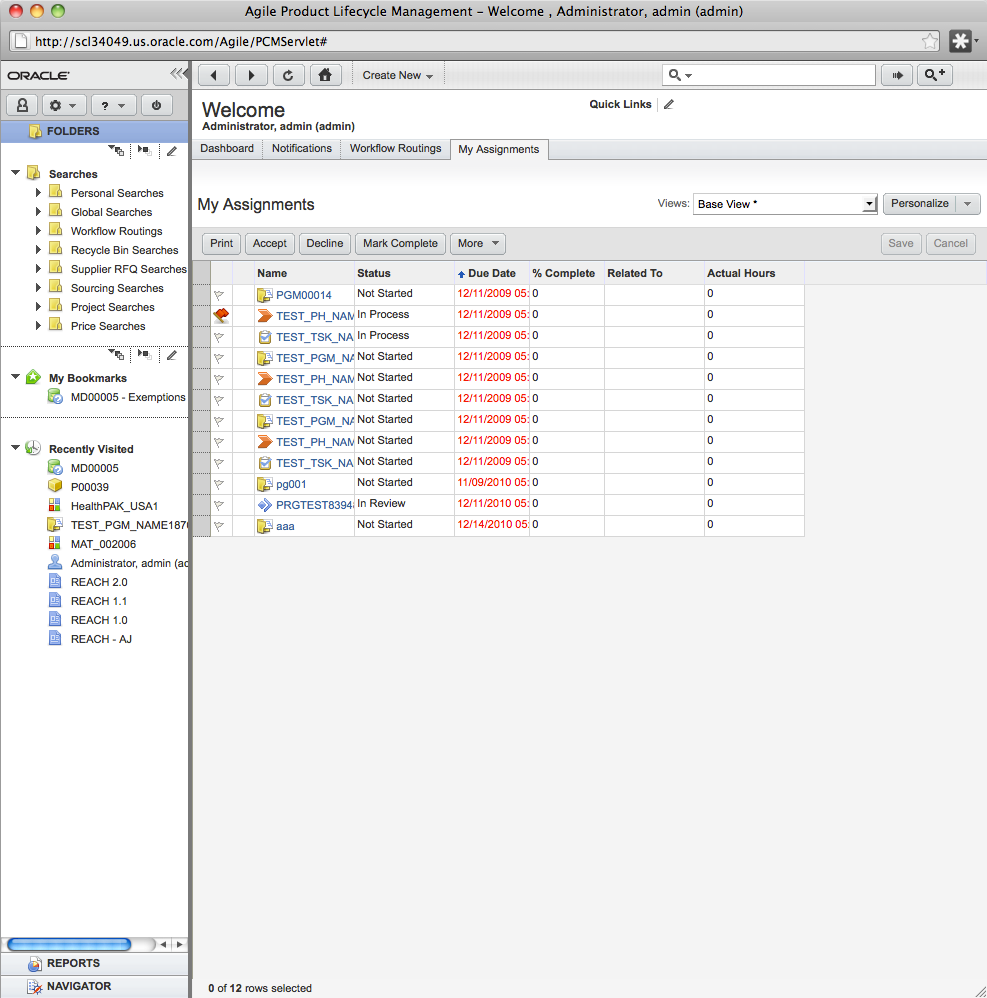 Agile Product Lifecycle Management – Welcome , Administrator, admin (admin)
http://scl34049.us.oracle.com/Agile/PCMServlet#
ORACLE
?
FOLDERS
Searches
Personal Searches
Global Searches
Workflow Routings
Recycle Bin Searches
Supplier RFQ Searches
Sourcing Searches
Project Searches
Price Searches
My Bookmarks
MD00005 - Exemptions
Recently Visited
MD00005
P00039
HealthPAK_USA1
TEST_PGM_NAME187
MAT_002006
Administrator, admin (ad
REACH 2.0
REACH 1.1
REACH 1.0
REACH - AJ
REPORTS
NAVIGATOR
Create New
Welcome
Administrator, admin (admin)
Quick Links
Dashboard Notifications Workflow Routings My Assignments
My Assignments
Views: Base View * Personalize
Print Accept Decline Mark Complete More Save Cancel
Name Status Due Date % Complete Related To Actual Hours
PGM00014 Not Started 12/11/2009 05: 0 0
TEST_PH_NAM In Process 12/11/2009 05: 0 0
TEST_TSK_NA In Process 12/11/2009 05: 0 0
TEST_PGM_NA Not Started 12/11/2009 05: 0 0
TEST_PH_NAM Not Started 12/11/2009 05: 0 0
TEST_TSK_NA Not Started 12/11/2009 05: 0 0
TEST_PGM_NA Not Started 12/11/2009 05: 0 0
TEST_PH_NAM Not Started 12/11/2009 05: 0 0
TEST_TSK_NA Not Started 12/11/2009 05: 0 0
pg001 Not Started 11/09/2010 05: 0 0
PRGTEST8394 In Review 12/11/2010 05: 0 0
aaa Not Started 12/14/2010 05: 0 0
0 of 12 rows selected